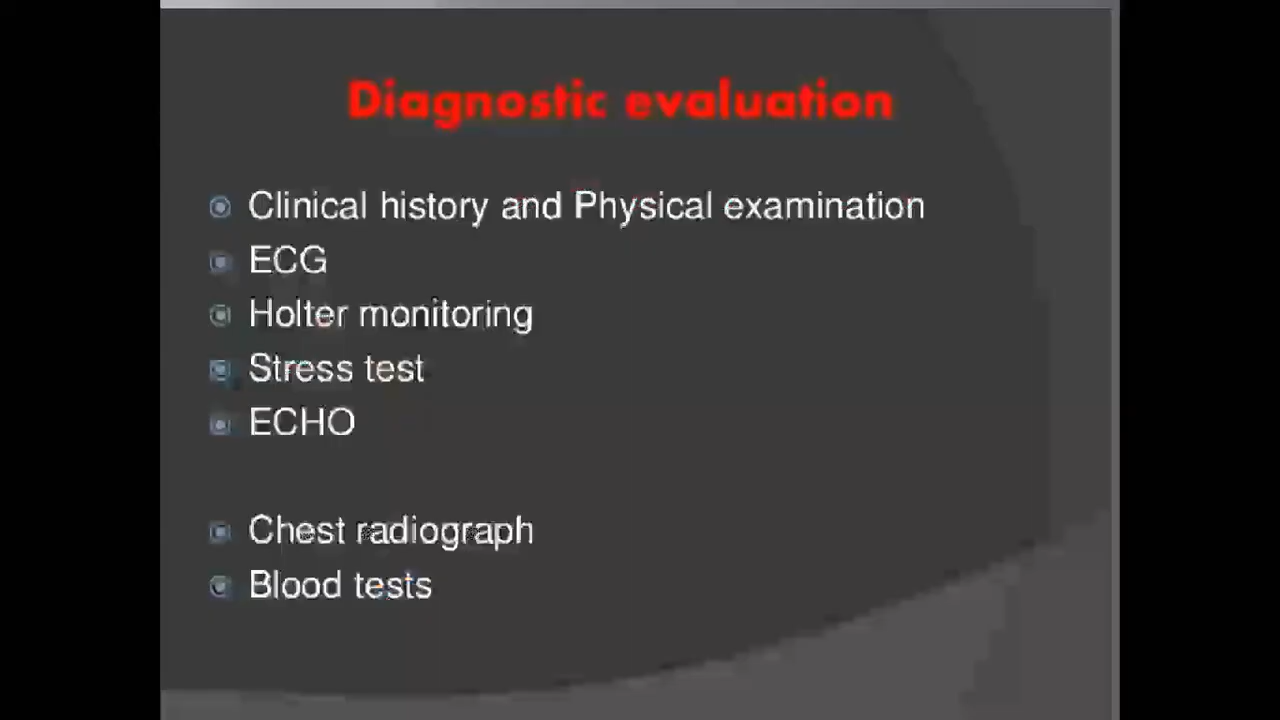 Diagnostic evaluation
Clinical history and Physical examination
ECG
Holter monitoring
Stress test
ECHO
Chest radiograph
Blood tests